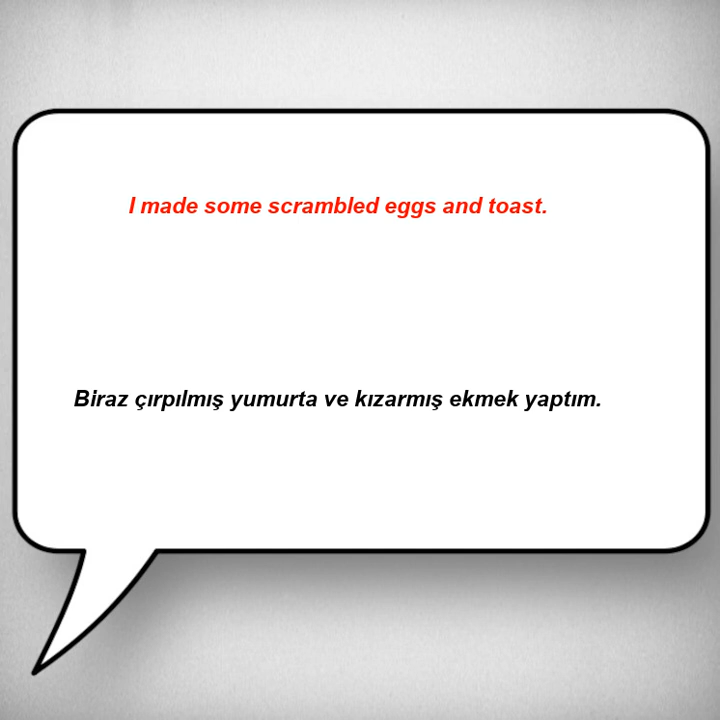 I made some scrambled eggs and toast.
Biraz çırpılmış yumurta ve kızarmış ekmek yaptım.